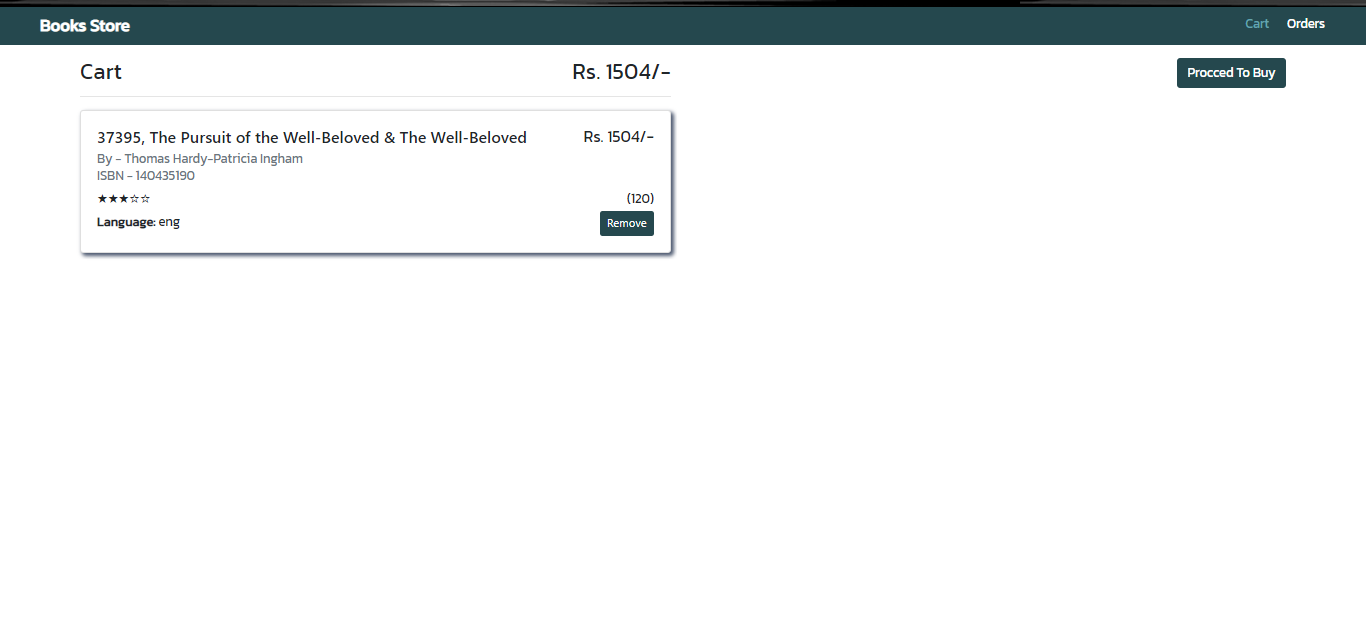 Books Store
Cart
Orders
Cart
Rs. 1504/-
Procced To Buy
37395, The Pursuit of the Well-Beloved & The Well-Beloved
Rs. 1504/-
By - Thomas Hardy-Patricia Ingham
ISBN - 140435190
★★★☆☆
(120)
Language: eng
Remove